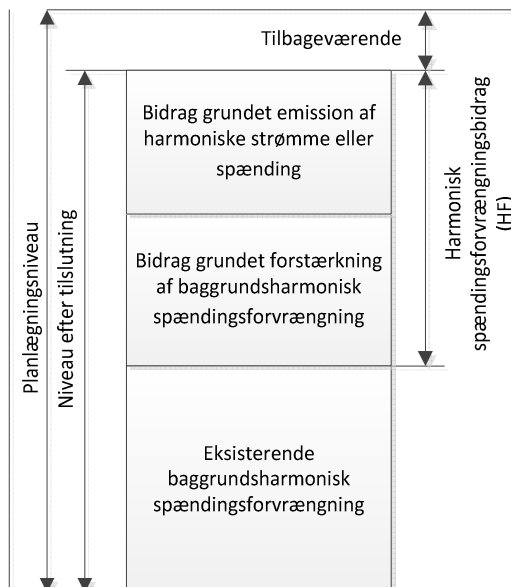 Tilbageværende
Bidrag grundet emission af
harmoniske strømme eller
spænding
Bidrag grundet forstærkning
af baggrundsharmonisk
spændingsforvrængning
Eksisterende
baggrundsharmonisk
spændingsforvrængning
Planlægningsniveau
Niveau efter tilslutning
Harmonisk
spændingsforvrængningsbidrag
(HF)